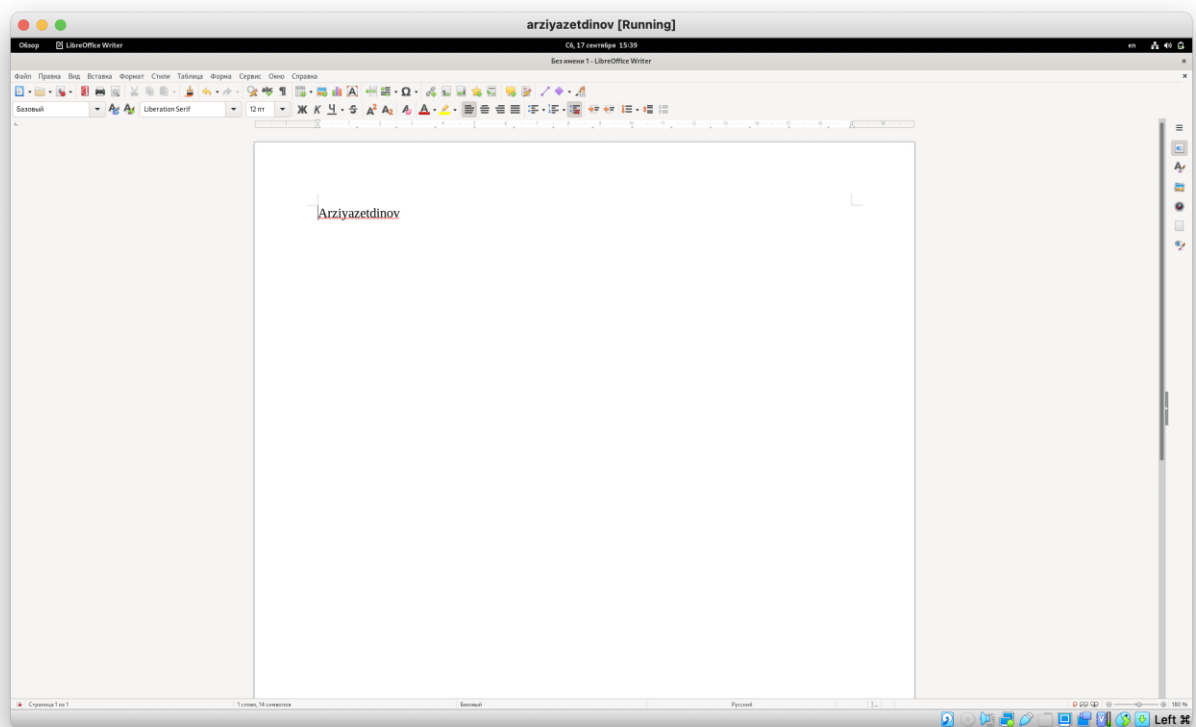 arziyazetdinov [Running]
Обзор LibreOffice Writer Сб, 17 сентября 15:39 en
Без имени 1 - LibreOffice Writer
Файл Правка Вид Вставка Формат Стили Таблица Форма Сервис Окно Справка
Базовый Liberation Serif 12 пт Ж К Ч S
Arziyazetdinov
Страница 1 из 1 1 слово, 14 символов Базовый Русский 180 %
Left ⌘